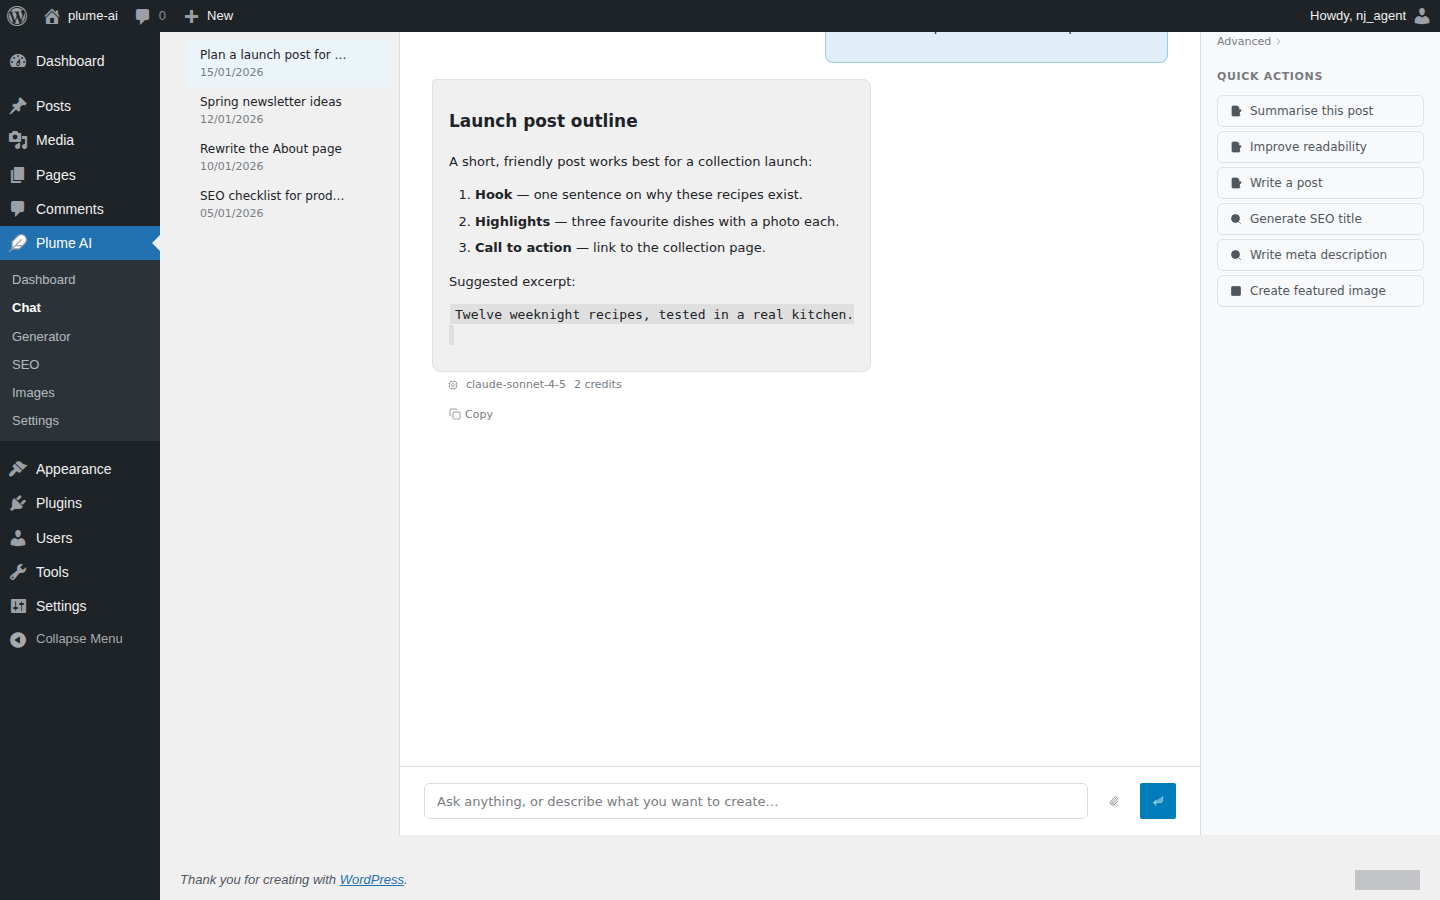 plume-ai
0
New
Howdy, nj_agent
Dashboard
Posts
Media
Pages
Comments
Plume AI
Dashboard
Chat
Generator
SEO
Images
Settings
Appearance
Plugins
Users
Tools
Settings
Collapse Menu
Plan a launch post for …
15/01/2026
Spring newsletter ideas
12/01/2026
Rewrite the About page
10/01/2026
SEO checklist for prod…
05/01/2026
Launch post outline
A short, friendly post works best for a collection launch:
1. Hook — one sentence on why these recipes exist.
2. Highlights — three favourite dishes with a photo each.
3. Call to action — link to the collection page.
Suggested excerpt:
Twelve weeknight recipes, tested in a real kitchen.
claude-sonnet-4-5 2 credits
Copy
Ask anything, or describe what you want to create…
Advanced
QUICK ACTIONS
Summarise this post
Improve readability
Write a post
Generate SEO title
Write meta description
Create featured image
Thank you for creating with WordPress.